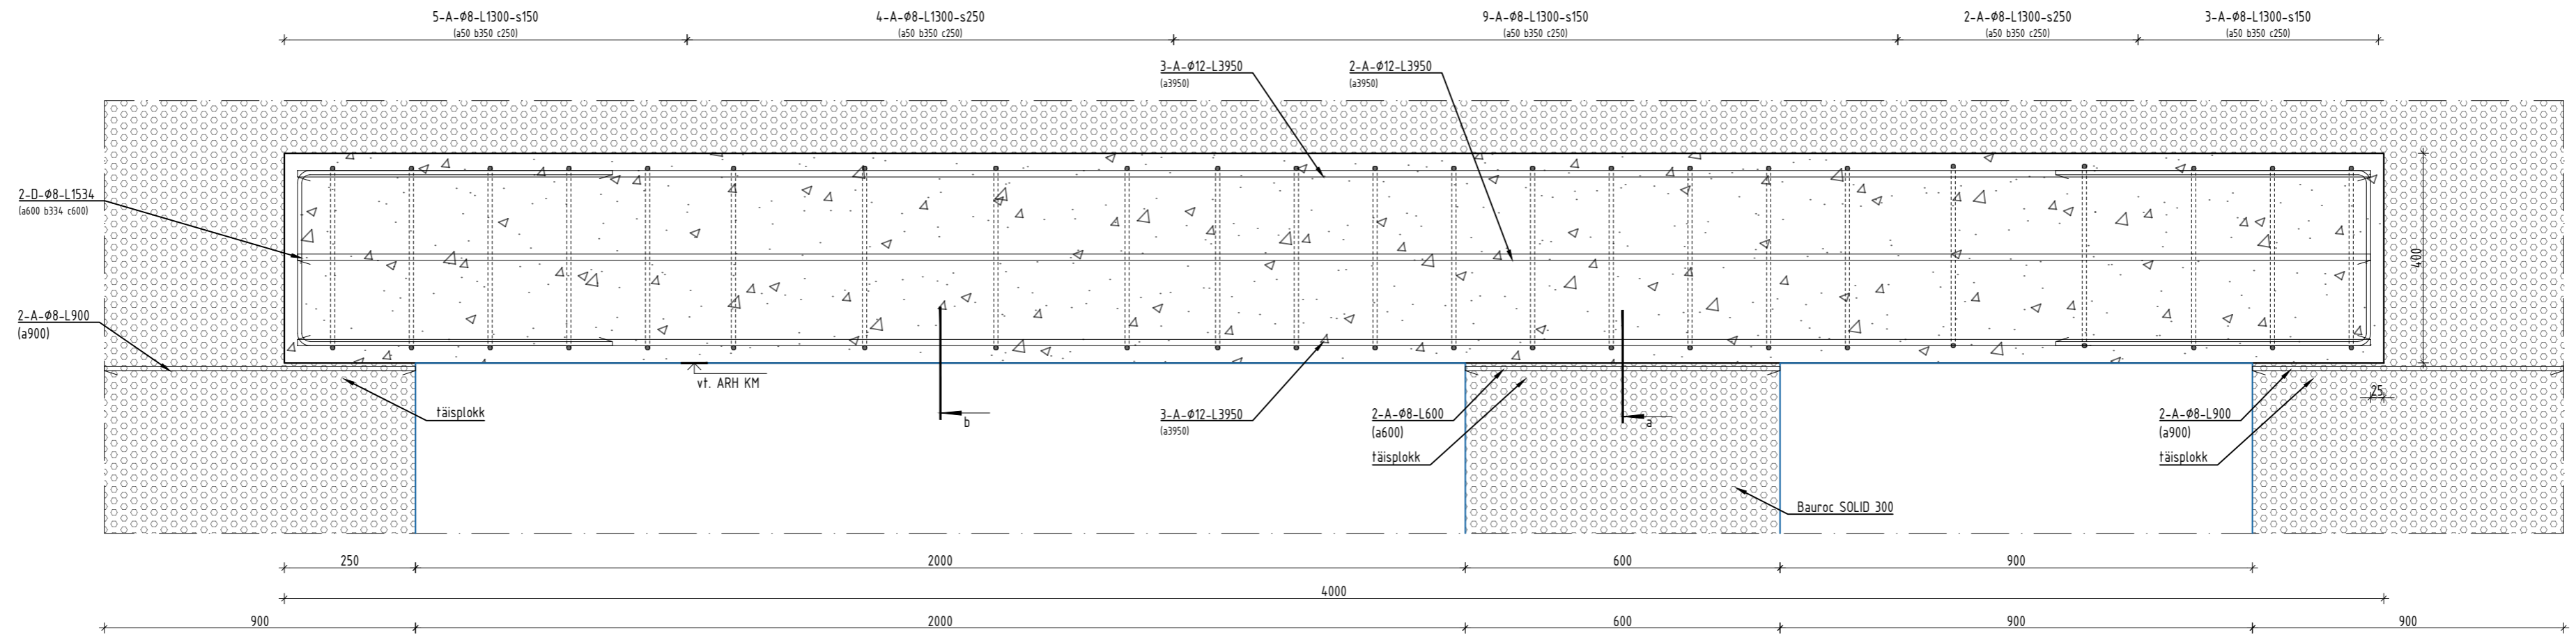 5-A-Ø8-L1300-s150
(a50 b350 c250)
4-A-Ø8-L1300-s250
(a50 b350 c250)
9-A-Ø8-L1300-s150
(a50 b350 c250)
2-A-Ø8-L1300-s250
(a50 b350 c250)
3-A-Ø8-L1300-s150
(a50 b350 c250)
3-A-Ø12-L3950
(a3950)
2-A-Ø12-L3950
(a3950)
2-D-Ø8-L1534
(a600 b334 c600)
400
2-A-Ø8-L900
(a900)
vt. ARH KM
täisplokk
b
3-A-Ø12-L3950
(a3950)
2-A-Ø8-L600
(a600)
täisplokk
a
2-A-Ø8-L900
(a900)
täisplokk
25
Bauroc SOLID 300
250
2000
600
900
4000
900
2000
600
900
900